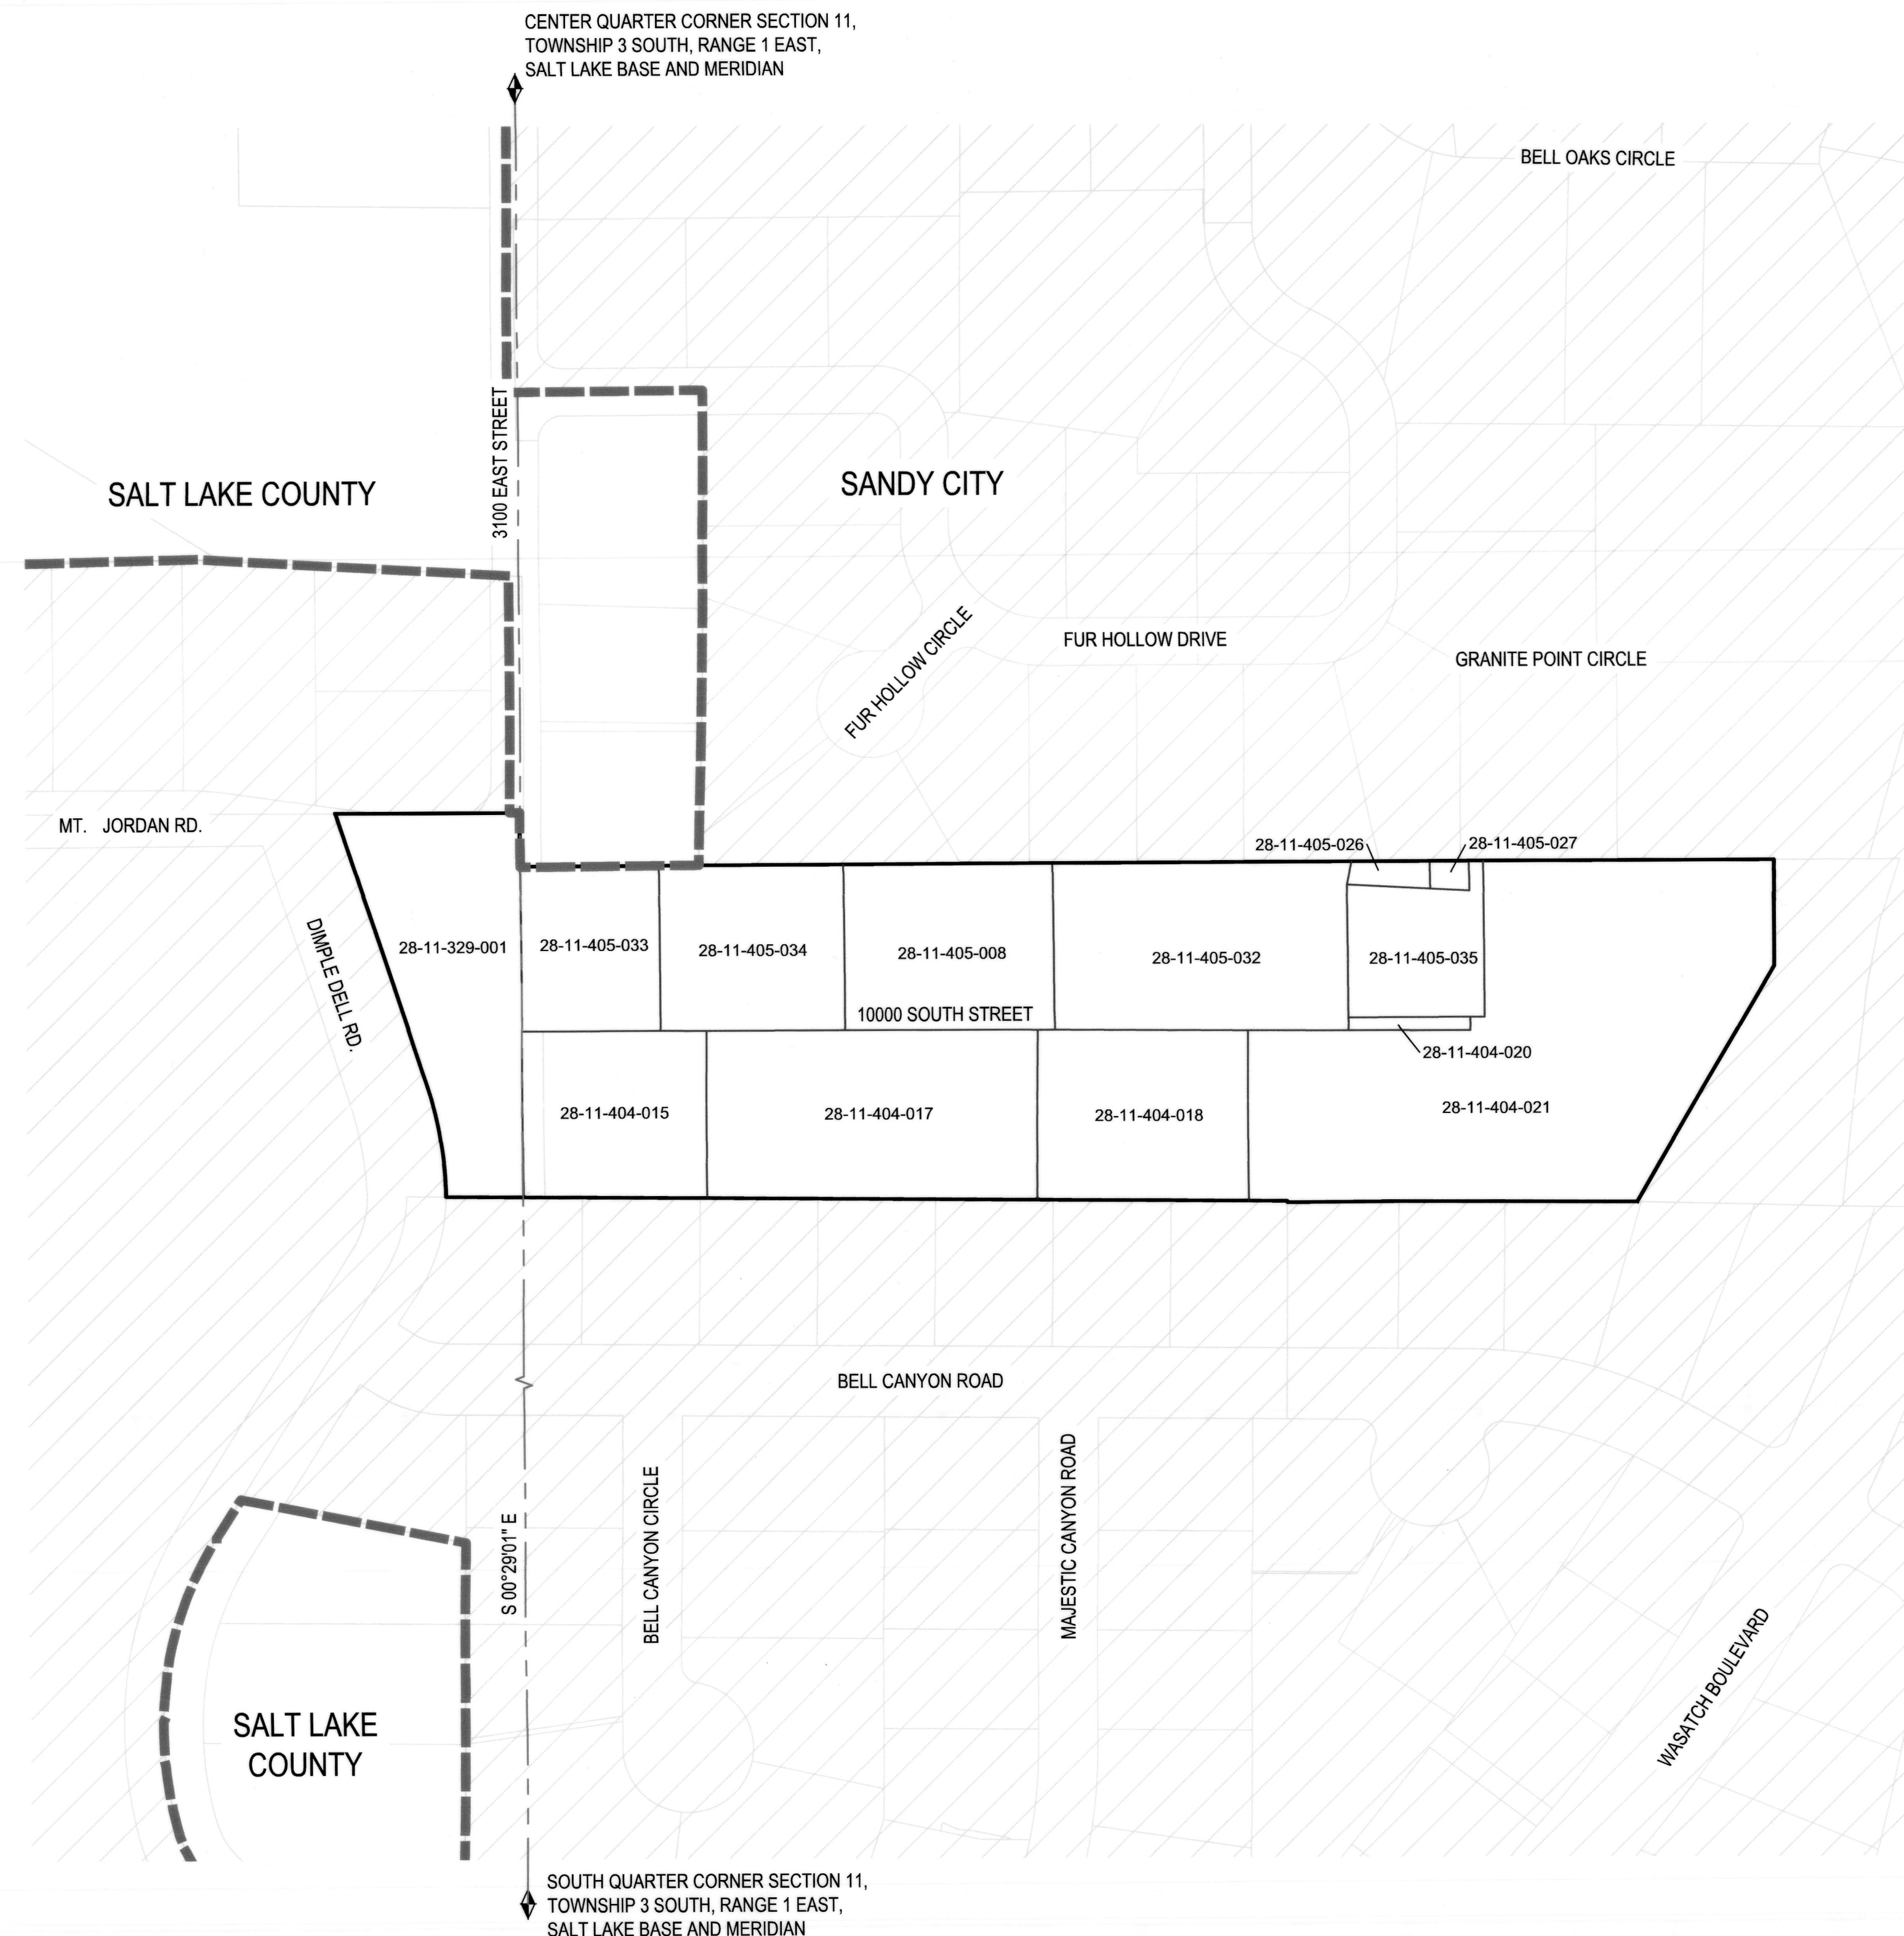 CENTER QUARTER CORNER SECTION 11,
TOWNSHIP 3 SOUTH, RANGE 1 EAST,
SALT LAKE BASE AND MERIDIAN
BELL OAKS CIRCLE
3100 EAST STREET
SALT LAKE COUNTY
SANDY CITY
FUR HOLLOW CIRCLE
FUR HOLLOW DRIVE
GRANITE POINT CIRCLE
MT. JORDAN RD.
28-11-405-026
28-11-405-027
DIMPLE DELL RD.
28-11-329-001
28-11-405-033
28-11-405-034
28-11-405-008
28-11-405-032
28-11-405-035
10000 SOUTH STREET
28-11-404-020
28-11-404-015
28-11-404-017
28-11-404-018
28-11-404-021
BELL CANYON ROAD
S 00°29'01" E
BELL CANYON CIRCLE
MAJESTIC CANYON ROAD
WASATCH BOULEVARD
SALT LAKE
COUNTY
SOUTH QUARTER CORNER SECTION 11,
TOWNSHIP 3 SOUTH, RANGE 1 EAST,
SALT LAKE BASE AND MERIDIAN